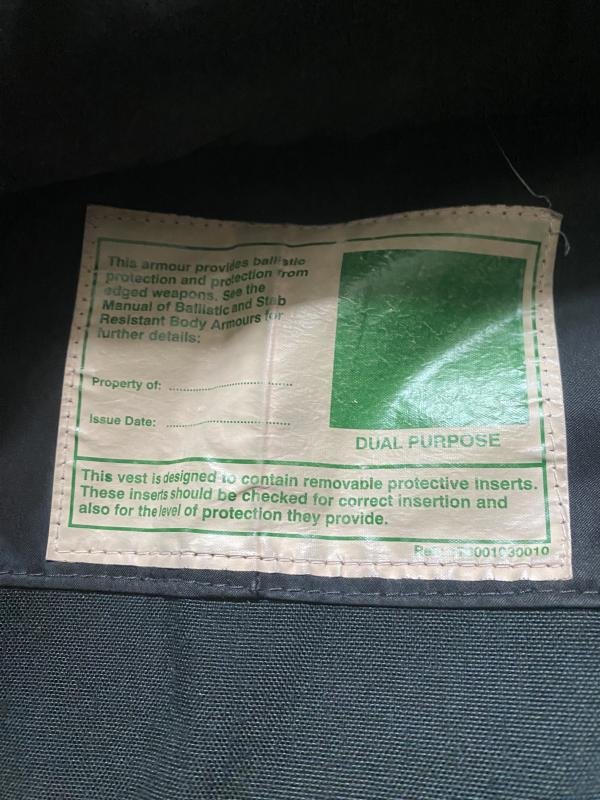 This armour provides ballistic
protection and protection from
edged weapons. See the
Manual of Ballistic and Stab
Resistant Body Armours for
further details:
Property of:
Issue Date:
DUAL PURPOSE
This vest is designed to contain removable protective inserts.
These inserts should be checked for correct insertion and
also for the level of protection they provide.